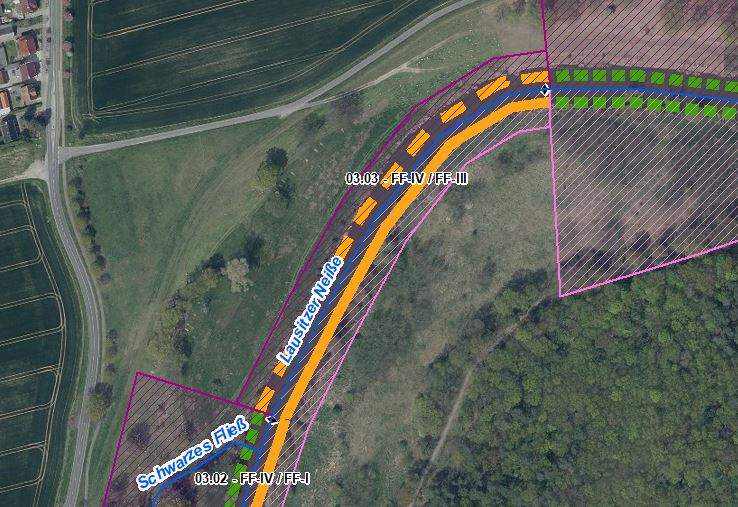 03.03 - FF-IV / FF-III
Lausitzer Neiße
Schwarzes Fließ
03.02 - FF-IV / FF-I